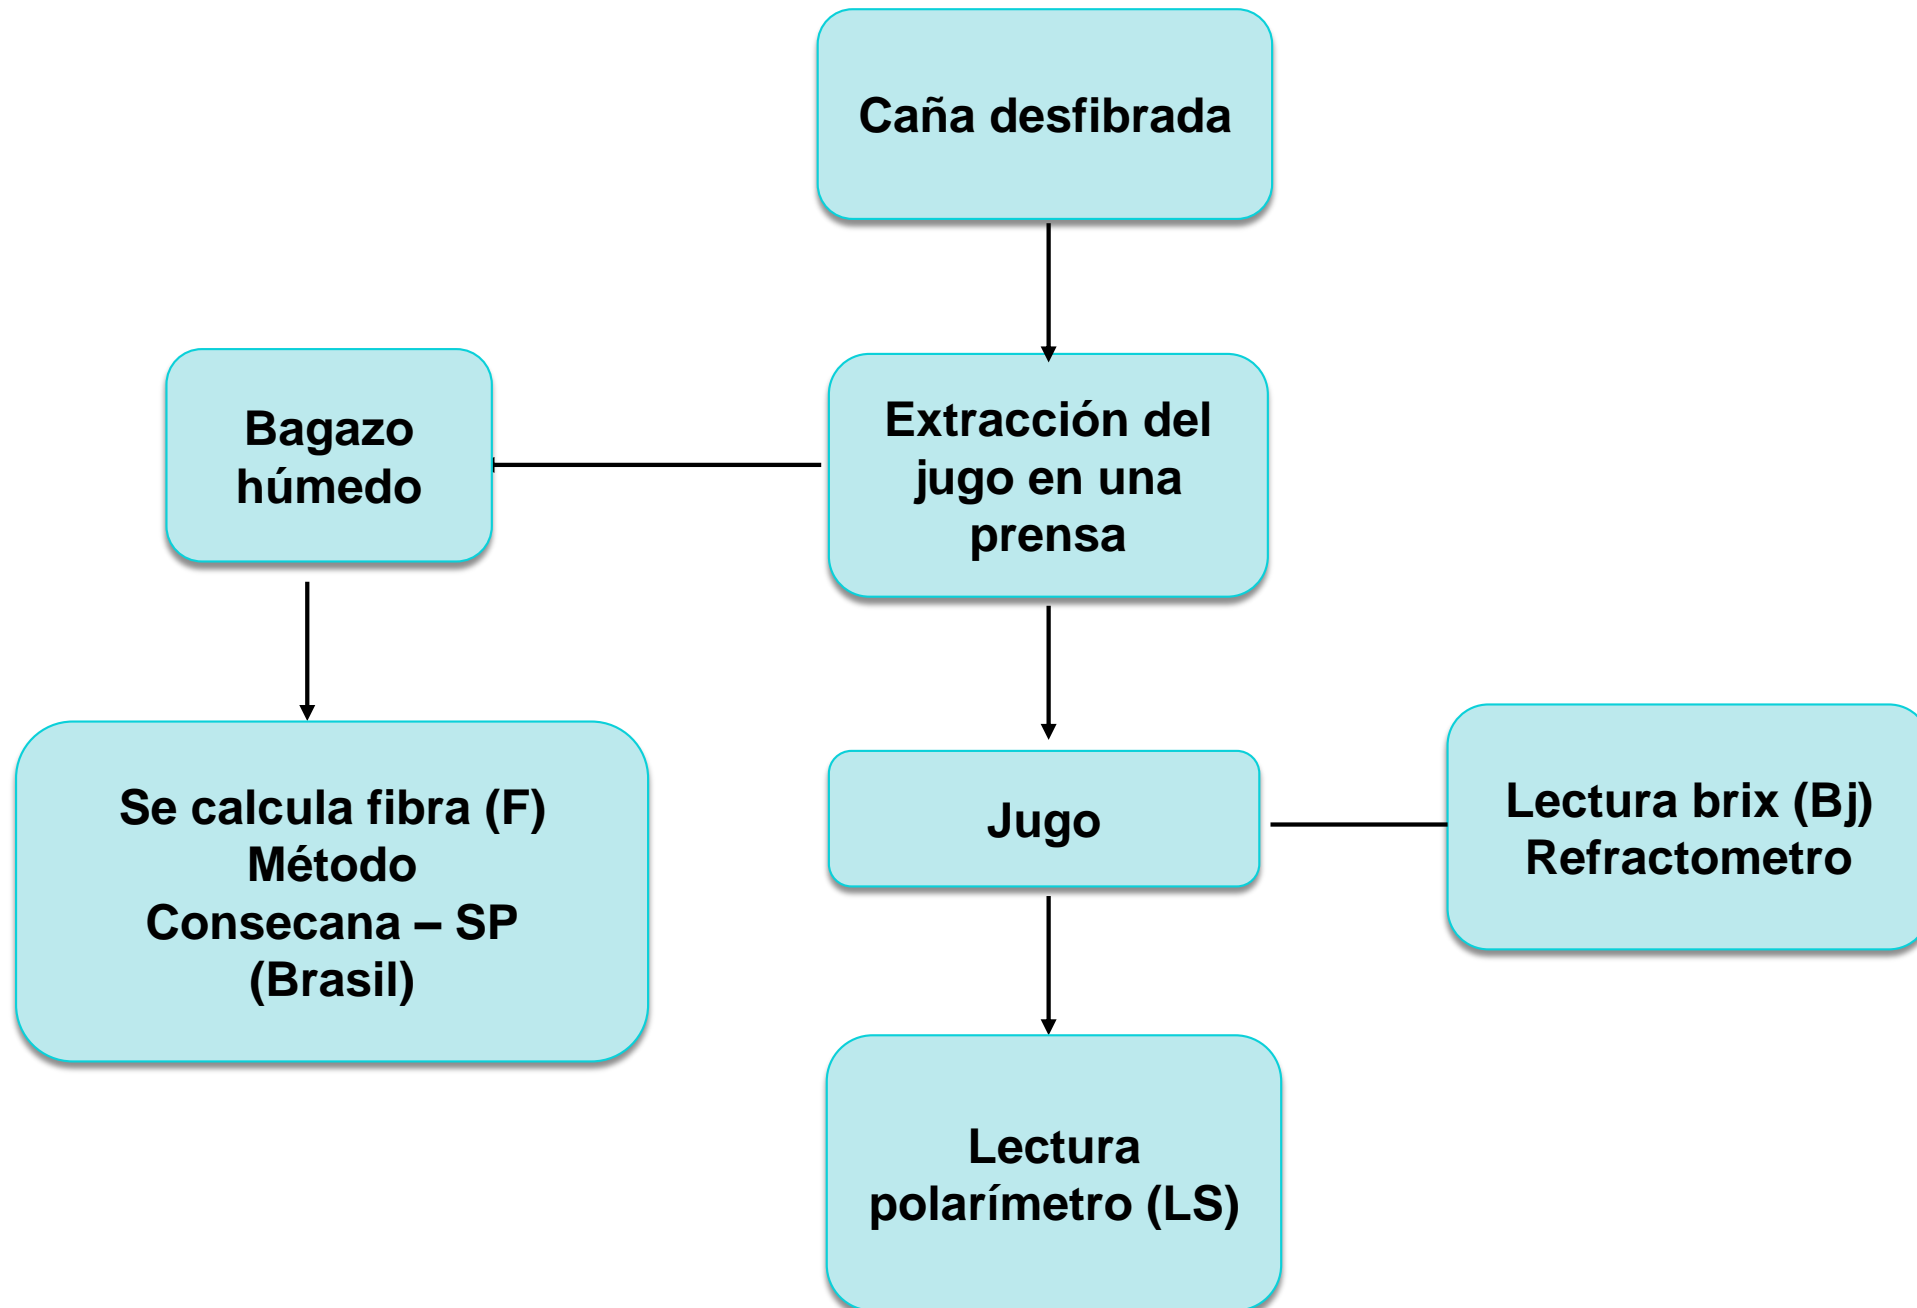 Caña desfibrada
Bagazo
húmedo
Extracción del
jugo en una
prensa
Se calcula fibra (F)
Método
Consecana – SP
(Brasil)
Jugo
Lectura brix (Bj)
Refractometro
Lectura
polarímetro (LS)